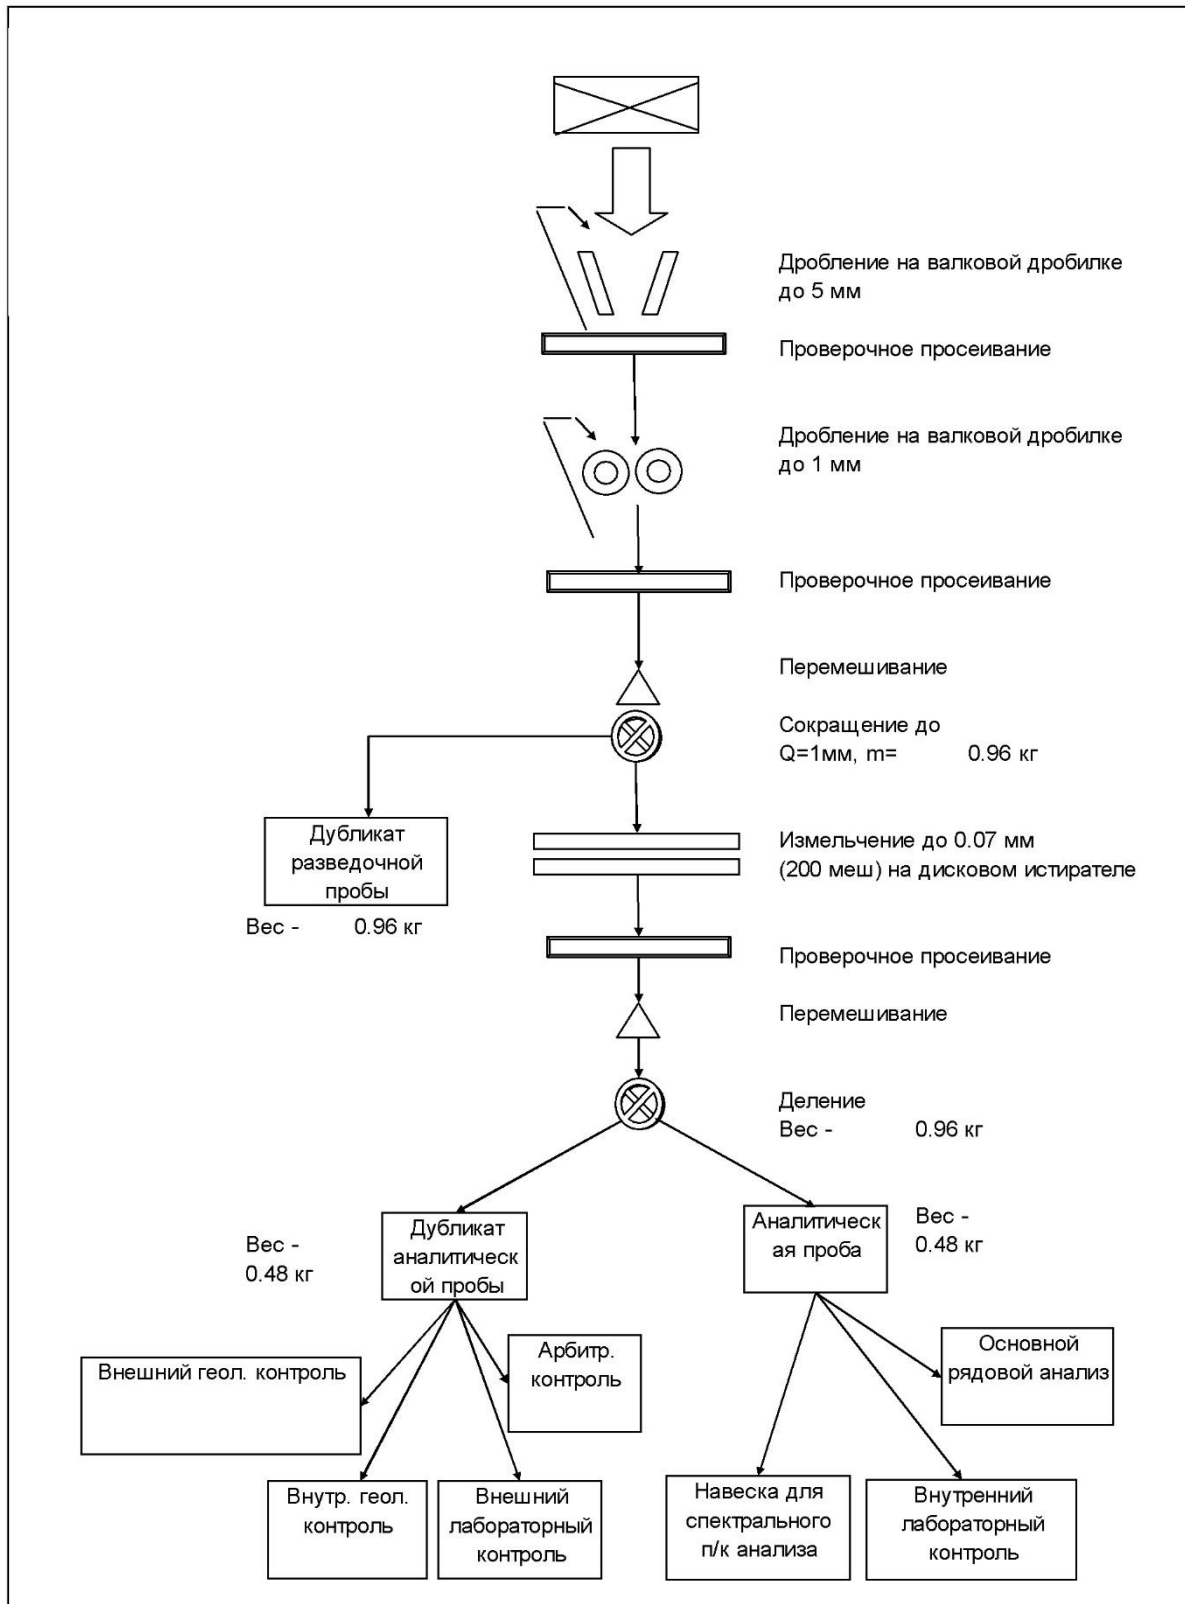 Дробление на валковой дробилке
до 5 мм
Проверочное просеивание
Дробление на валковой дробилке
до 1 мм
Проверочное просеивание
Перемешивание
Сокращение до
Q=1мм, m= 0.96 кг
Дубликат
разведочной
пробы
Вес - 0.96 кг
Измельчение до 0.07 мм
(200 меш) на дисковом истирателе
Проверочное просеивание
Перемешивание
Деление
Вес - 0.96 кг
Вес -
0.48 кг
Дубликат
аналитическ
ой пробы
Аналитическ
ая проба
Вес -
0.48 кг
Внешний геол. контроль
Арбитр.
контроль
Основной
рядовой анализ
Внутр. геол.
контроль
Внешний
лабораторный
контроль
Навеска для
спектрального
п/к анализа
Внутренний
лабораторный
контроль